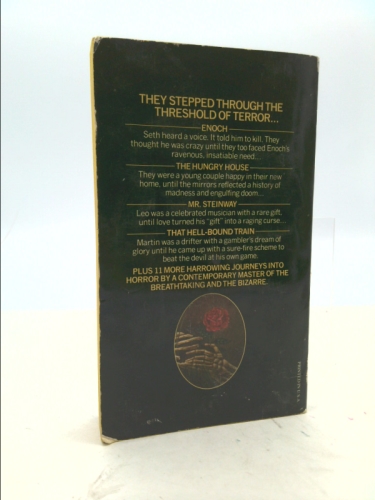 THEY STEPPED THROUGH THE
THRESHOLD OF TERROR...
ENOCH
Seth heard a voice. It told him to kill. They
thought he was crazy until they too faced Enoch's
ravenous, insatiable need...
THE HUNGRY HOUSE
They were a young couple happy in their new
home, until the mirrors reflected a history of
madness and engulfing doom...
MR. STEINWAY
Leo was a celebrated musician with a rare gift,
until love turned his "gift" into a raging curse...
THAT HELL-BOUND TRAIN
Martin was a drifter with a gambler's dream of
glory until he came up with a sure-fire scheme to
beat the devil at his own game.
PLUS 11 MORE HARROWING JOURNEYS INTO
HORROR BY A CONTEMPORARY MASTER OF THE
BREATHTAKING AND THE BIZARRE.